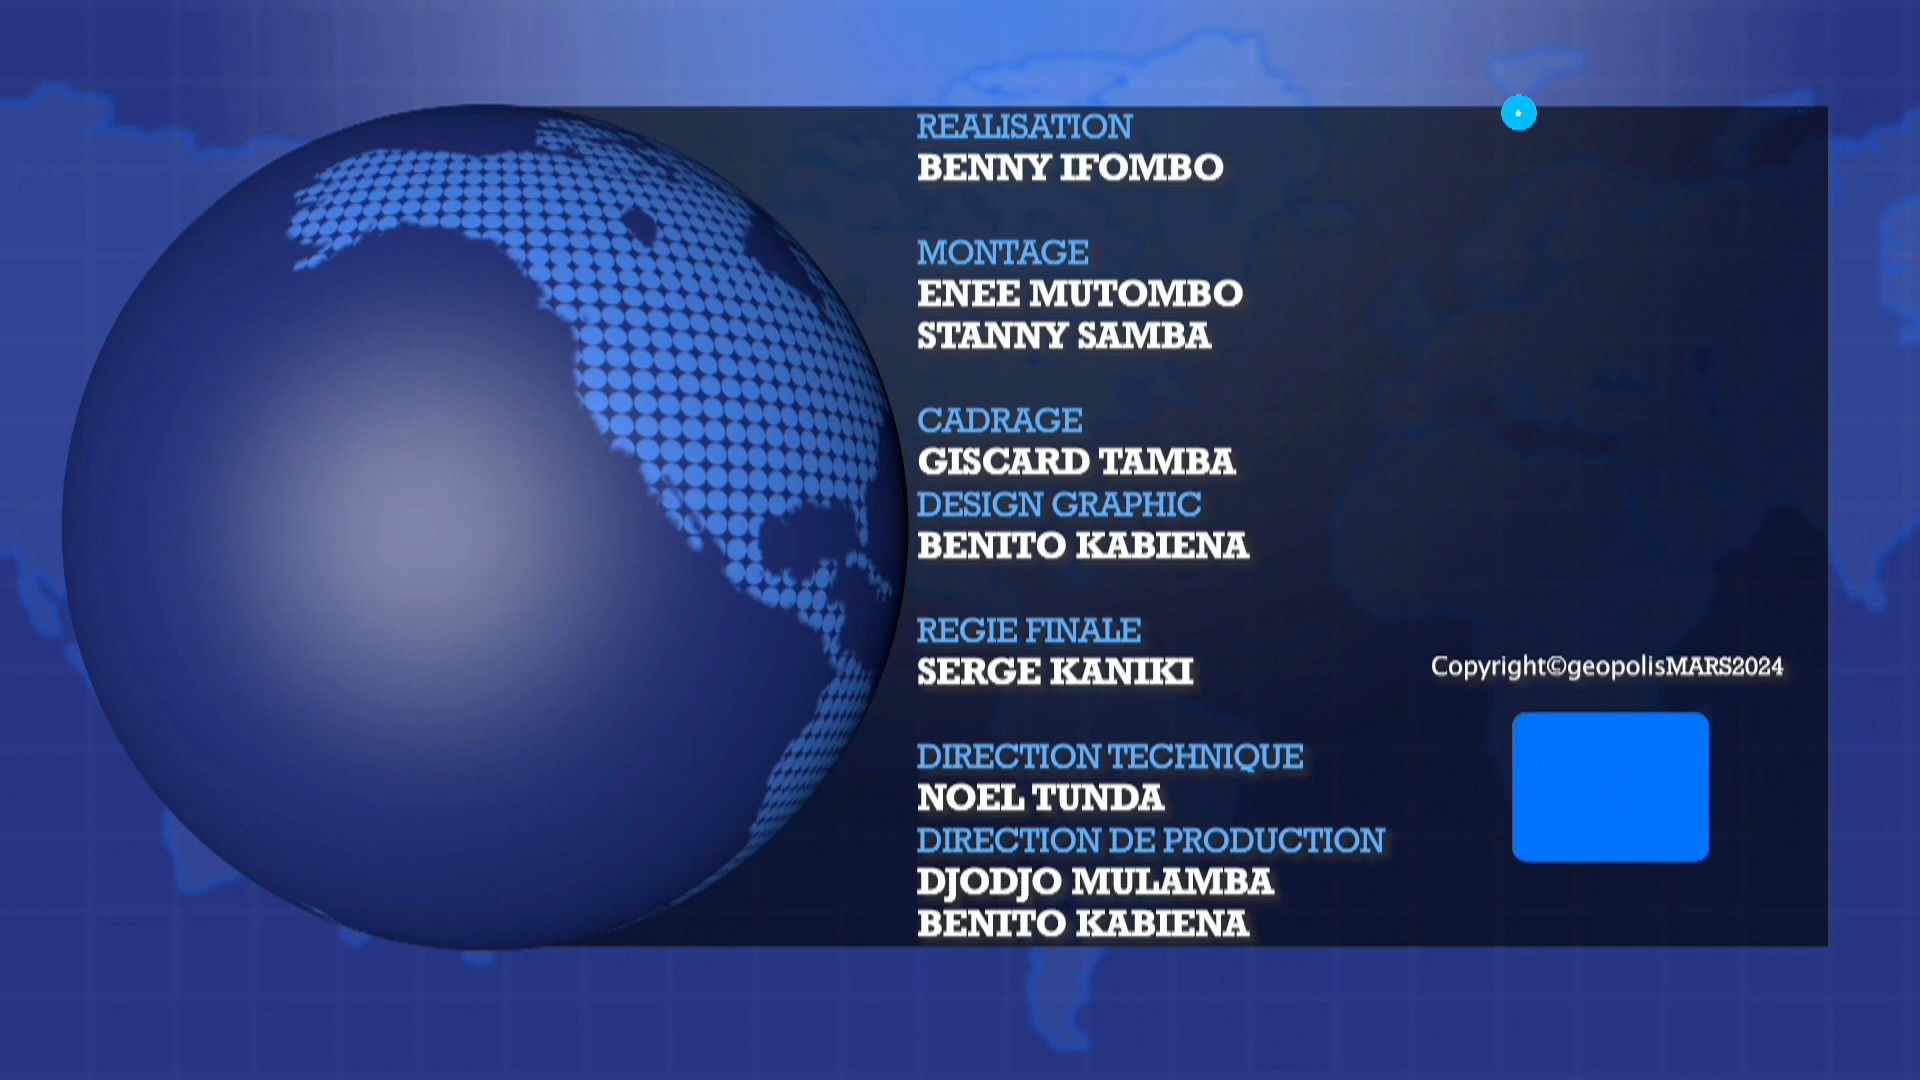 REALISATION
BENNY IFOMBO
MONTAGE
ENEE MUTOMBO
STANNY SAMBA
CADRAGE
GISCARD TAMBA
DESIGN GRAPHIC
BENITO KABIENA
REGIE FINALE
SERGE KANIKI
DIRECTION TECHNIQUE
NOEL TUNDA
DIRECTION DE PRODUCTION
DJODJO MULAMBA
BENITO KABIENA
Copyright©geopolisMARS2024